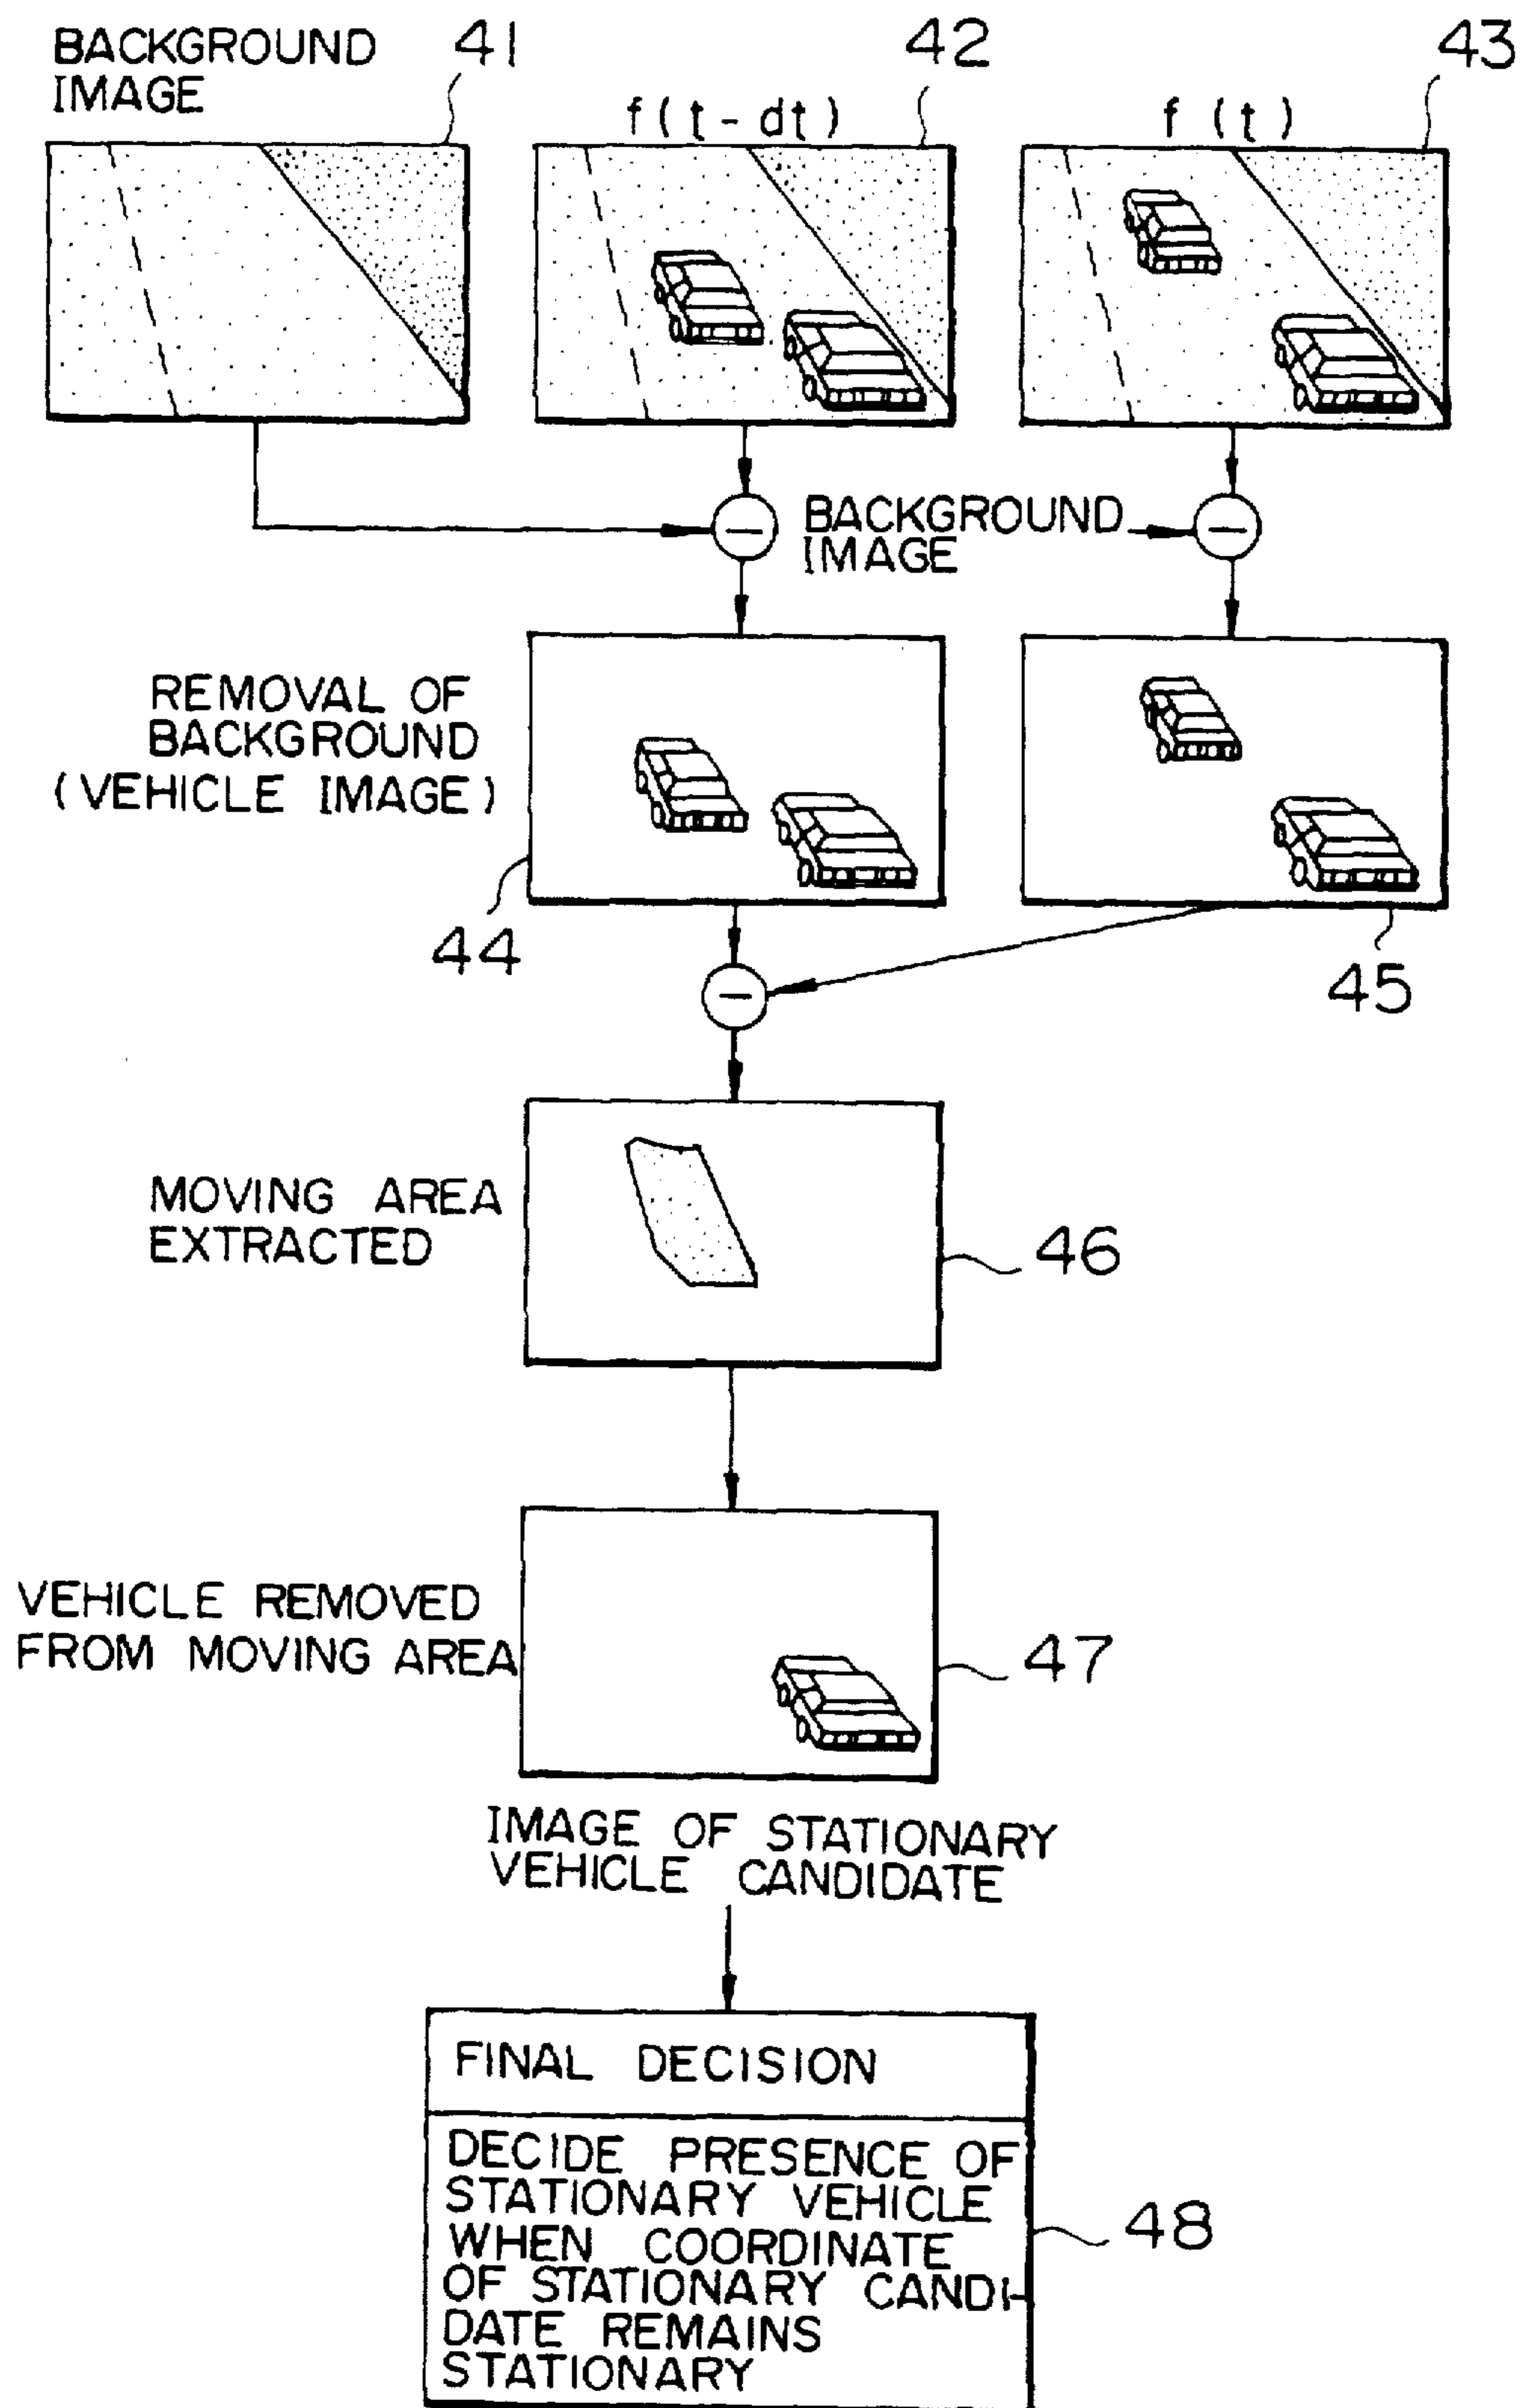 BACKGROUND
IMAGE
41
42
43
f(t-dt)
f(t)
BACKGROUND
IMAGE
REMOVAL OF
BACKGROUND
(VEHICLE IMAGE)
44
45
MOVING AREA
EXTRACTED
46
VEHICLE REMOVED
FROM MOVING AREA
47
IMAGE OF STATIONARY
VEHICLE CANDIDATE
FINAL DECISION
DECIDE PRESENCE OF
STATIONARY VEHICLE
WHEN COORDINATE
OF STATIONARY CANDI-
DATE REMAINS
STATIONARY
48